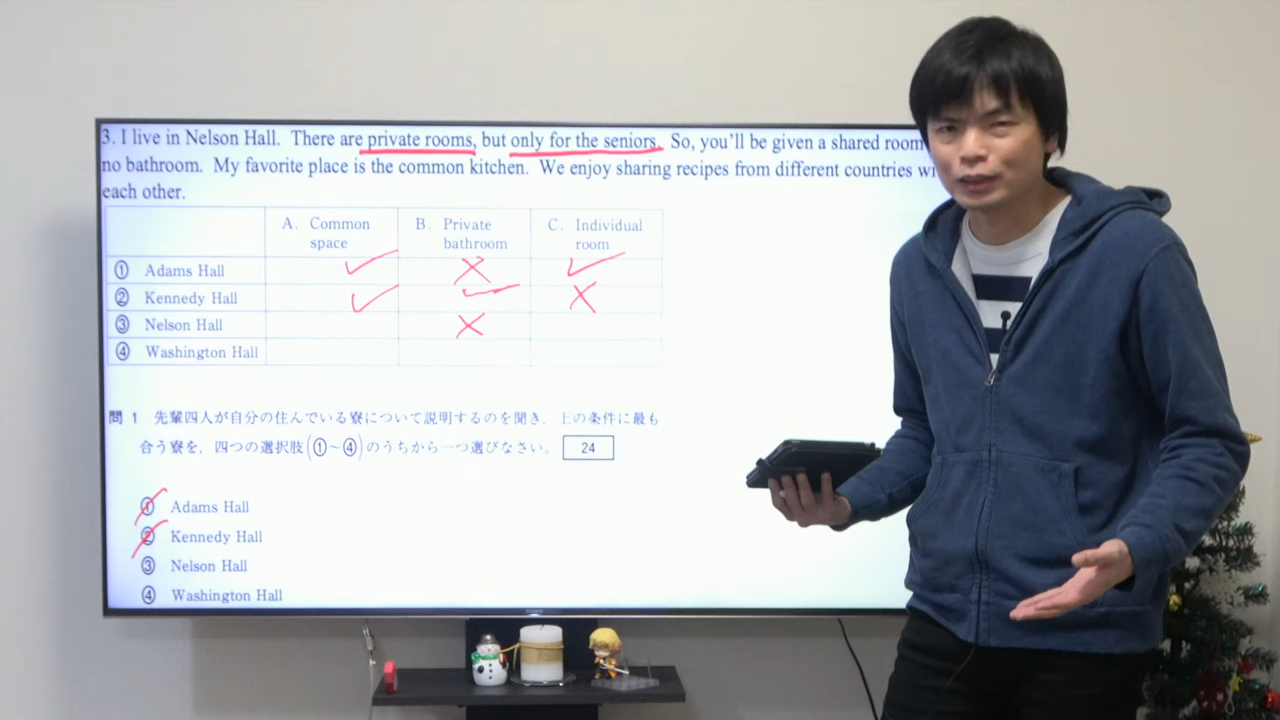 3. I live in Nelson Hall. There are private rooms, but only for the seniors. So, you'll be given a shared room
no bathroom. My favorite place is the common kitchen. We enjoy sharing recipes from different countries
each other.
A. Common space B. Private bathroom C. Individual room
① Adams Hall ✓ × ✓
② Kennedy Hall ✓ ✓ ×
③ Nelson Hall ×
④ Washington Hall
問 1 先輩四人が自分の住んでいる寮について説明するのを聞き,上の条件に最も
合う寮を,四つの選択肢(①~④)のうちから一つ選びなさい。 24
① Adams Hall
② Kennedy Hall
③ Nelson Hall
④ Washington Hall